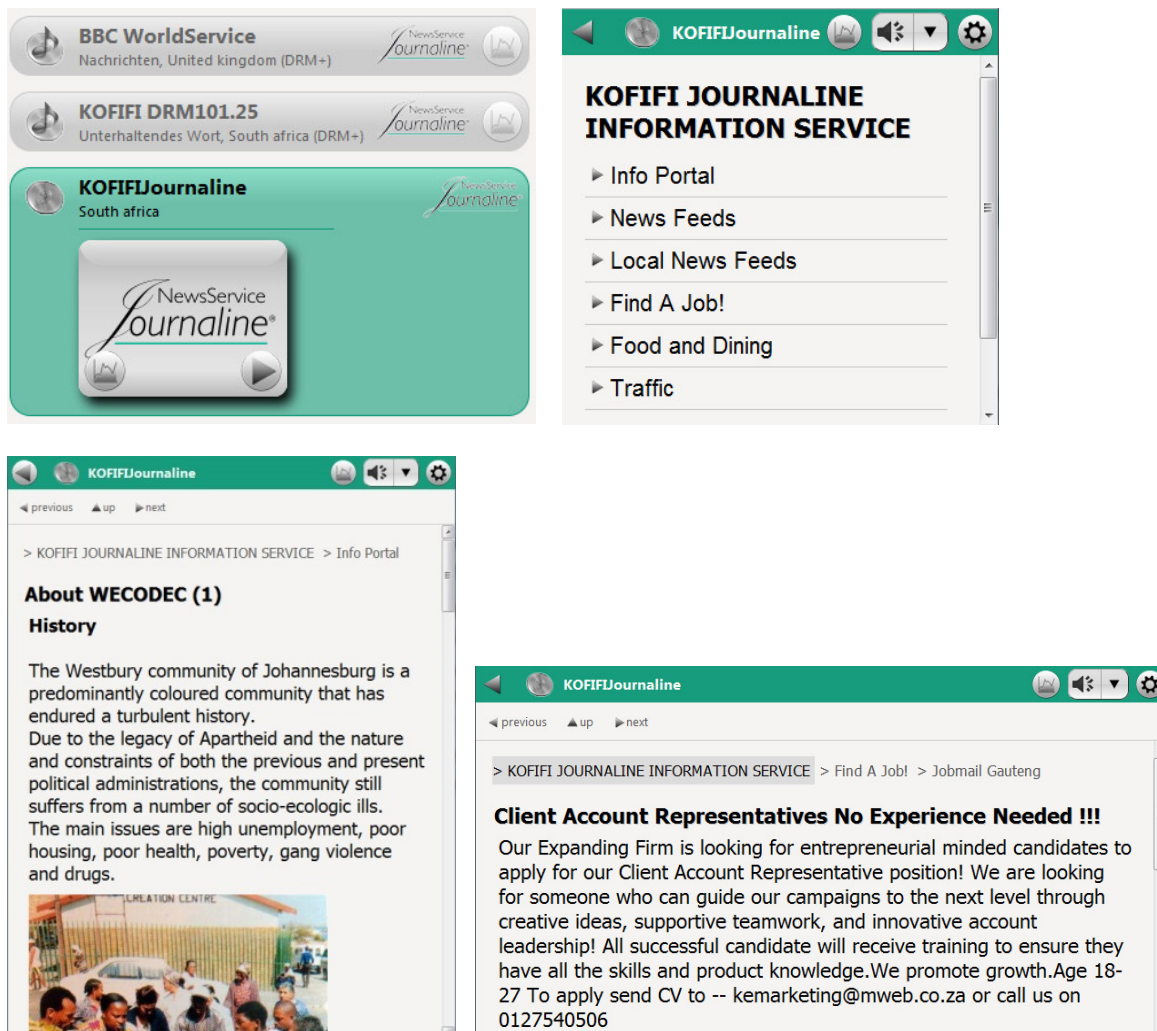 BBC WorldService
Nachrichten, United kingdom (DRM+)
NewsService
Journaline®
KOFIFI DRM101.25
Unterhaltendes Wort, South africa (DRM+)
NewsService
Journaline®
KOFIFIJournaline
South africa
NewsService
Journaline®
NewsService
Journaline®
KOFIFIJournaline
KOFIFI JOURNALINE
INFORMATION SERVICE
Info Portal
News Feeds
Local News Feeds
Find A Job!
Food and Dining
Traffic
KOFIFIJournaline
previous up next
> KOFIFI JOURNALINE INFORMATION SERVICE > Info Portal
About WECODEC (1)
History
The Westbury community of Johannesburg is a
predominantly coloured community that has
endured a turbulent history.
Due to the legacy of Apartheid and the nature
and constraints of both the previous and present
political administrations, the community still
suffers from a number of socio-ecologic ills.
The main issues are high unemployment, poor
housing, poor health, poverty, gang violence
and drugs.
CREATION CENTRE
KOFIFIJournaline
previous up next
> KOFIFI JOURNALINE INFORMATION SERVICE > Find A Job! > Jobmail Gauteng
Client Account Representatives No Experience Needed !!!
Our Expanding Firm is looking for entrepreneurial minded candidates to
apply for our Client Account Representative position! We are looking
for someone who can guide our campaigns to the next level through
creative ideas, supportive teamwork, and innovative account
leadership! All successful candidate will receive training to ensure they
have all the skills and product knowledge.We promote growth.Age 18-
27 To apply send CV to -- kemarketing@mweb.co.za or call us on
0127540506